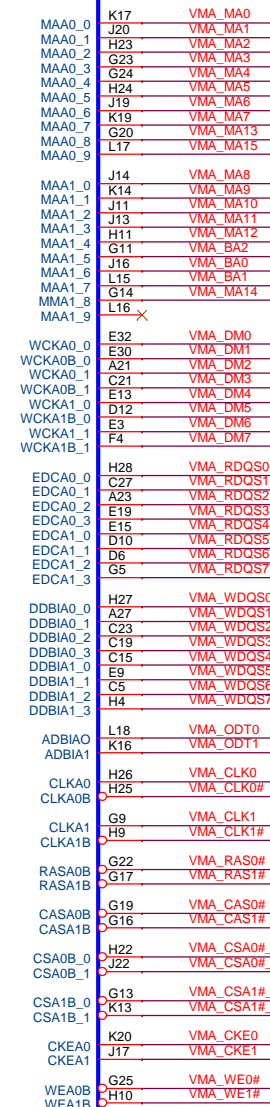 MAA0_0 K17 VMA_MA0
MAA0_1 J20 VMA_MA1
MAA0_2 H23 VMA_MA2
MAA0_3 G23 VMA_MA3
MAA0_4 G24 VMA_MA4
MAA0_5 H24 VMA_MA5
MAA0_6 J19 VMA_MA6
MAA0_7 K19 VMA_MA7
MAA0_8 G20 VMA_MA13
MAA0_9 L17 VMA_MA15
MAA1_0 J14 VMA_MA8
MAA1_1 K14 VMA_MA9
MAA1_2 J11 VMA_MA10
MAA1_3 J13 VMA_MA11
MAA1_4 H11 VMA_MA12
MAA1_5 G11 VMA_BA2
MAA1_6 J16 VMA_BA0
MAA1_7 L15 VMA_BA1
MMA1_8 G14 VMA_MA14
MAA1_9 L16
WCKA0_0 E32 VMA_DM0
WCKA0B_0 E30 VMA_DM1
WCKA0_1 A21 VMA_DM2
WCKA0B_1 C21 VMA_DM3
WCKA1_0 E13 VMA_DM4
WCKA1B_0 D12 VMA_DM5
WCKA1_1 E3 VMA_DM6
WCKA1B_1 F4 VMA_DM7
EDCA0_0 H28 VMA_RDQS0
EDCA0_1 C27 VMA_RDQS1
EDCA0_2 A23 VMA_RDQS2
EDCA0_3 E19 VMA_RDQS3
EDCA1_0 E15 VMA_RDQS4
EDCA1_1 D10 VMA_RDQS5
EDCA1_2 D6 VMA_RDQS6
EDCA1_3 G5 VMA_RDQS7
DDBIA0_0 H27 VMA_WDQS0
DDBIA0_1 A27 VMA_WDQS1
DDBIA0_2 C23 VMA_WDQS2
DDBIA0_3 C19 VMA_WDQS3
DDBIA1_0 C15 VMA_WDQS4
DDBIA1_1 E9 VMA_WDQS5
DDBIA1_2 C5 VMA_WDQS6
DDBIA1_3 H4 VMA_WDQS7
ADBIAO L18 VMA_ODT0
ADBIA1 K16 VMA_ODT1
CLKA0 H26 VMA_CLK0
CLKA0B H25 VMA_CLK0#
CLKA1 G9 VMA_CLK1
CLKA1B H9 VMA_CLK1#
RASA0B G22 VMA_RAS0#
RASA1B G17 VMA_RAS1#
CASA0B G19 VMA_CAS0#
CASA1B G16 VMA_CAS1#
CSA0B_0 H22 VMA_CSA0#_
CSA0B_1 J22 VMA_CSA0#_
CSA1B_0 G13 VMA_CSA1#_
CSA1B_1 K13 VMA_CSA1#_
CKEA0 K20 VMA_CKE0
CKEA1 J17 VMA_CKE1
WEA0B G25 VMA_WE0#
WEA1B H10 VMA_WE1#